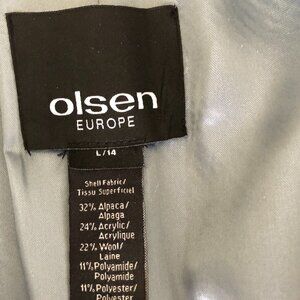 olsen
EUROPE
L/14
Shell Fabric/
Tissu Superficiel
32% Alpaca/
Alpaga
24% Acrylic/
Acrylique
22% Wool/
Laine
11% Polyamide/
Polyamide
11% Polyester/
Polyester